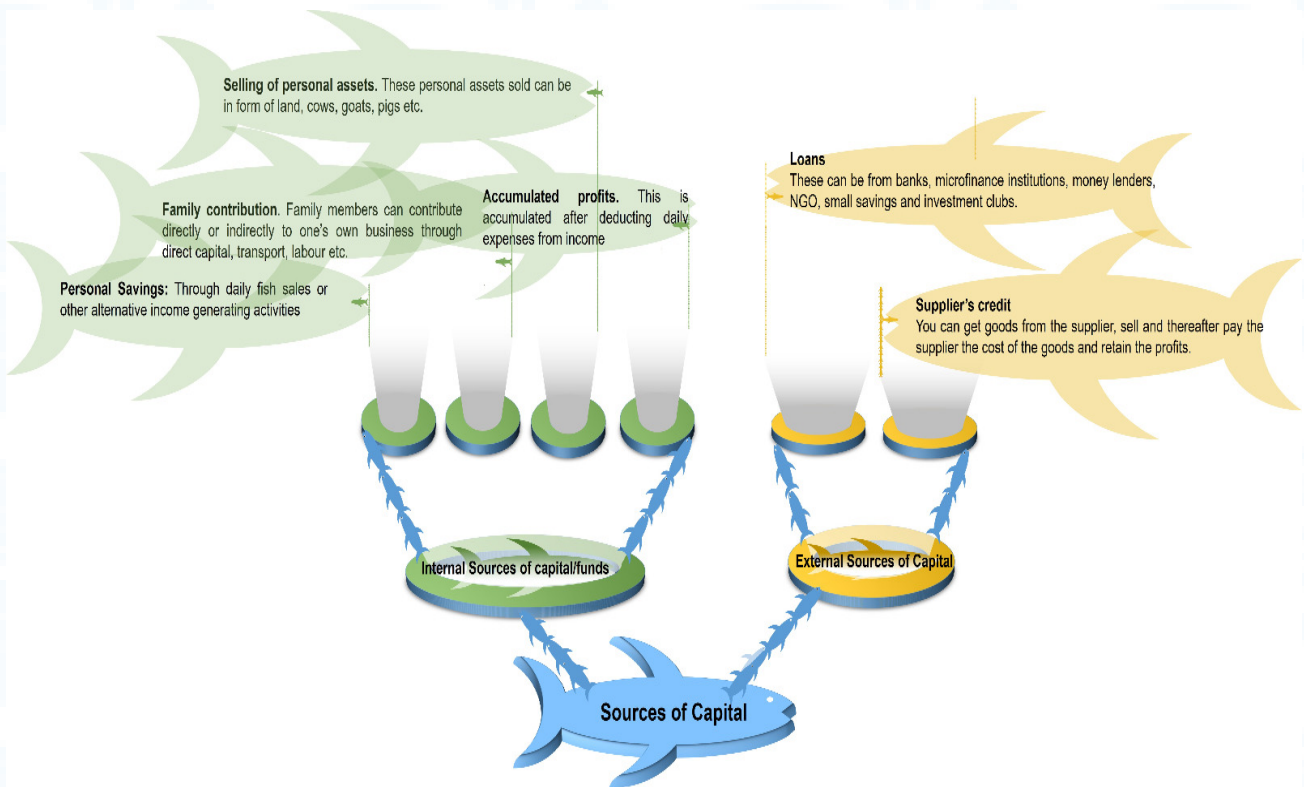 Selling of personal assets. These personal assets sold can be
in form of land, cows, goats, pigs etc.
Family contribution. Family members can contribute
directly or indirectly to one's own business through
direct capital, transport, labour etc.
Accumulated profits. This is
accumulated after deducting daily
expenses from income
Personal Savings: Through daily fish sales or
other alternative income generating activities
Loans
These can be from banks, microfinance institutions, money lenders,
NGO, small savings and investment clubs.
Supplier's credit
You can get goods from the supplier, sell and thereafter pay the
supplier the cost of the goods and retain the profits.
Internal Sources of capital/funds
External Sources of Capital
Sources of Capital